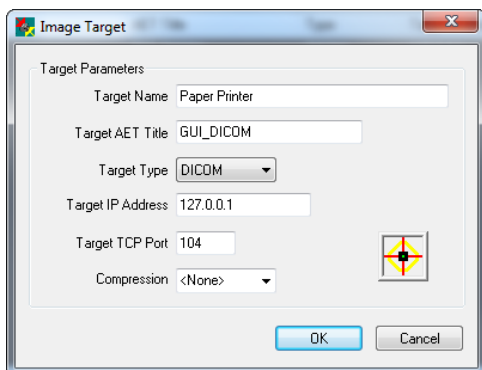 Image Target
Target Parameters
Target Name Paper Printer
Target AET Title GUI_DICOM
Target Type DICOM
Target IP Address 127.0.0.1
Target TCP Port 104
Compression <None>
OK Cancel